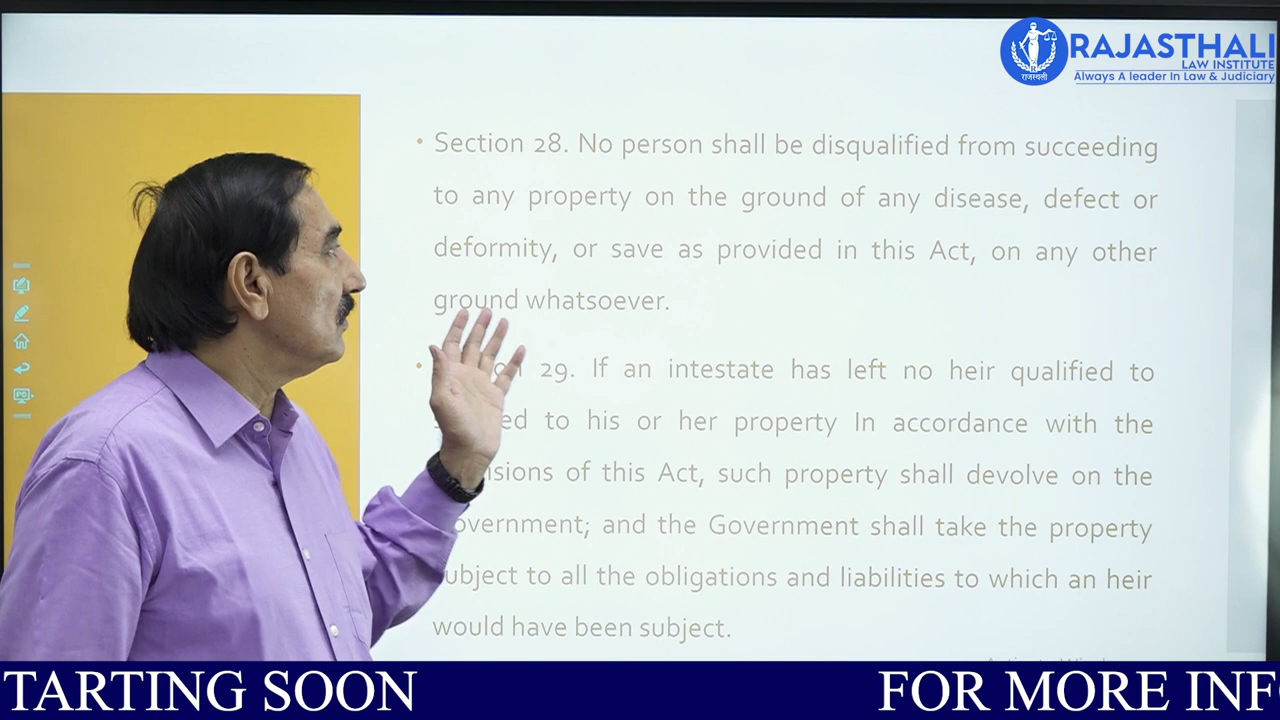 RAJASTHALI
LAW INSTITUTE
Always A leader In Law & Judiciary
राजस्थली
• Section 28. No person shall be disqualified from succeeding
to any property on the ground of any disease, defect or
deformity, or save as provided in this Act, on any other
ground whatsoever.
• 29. If an intestate has left no heir qualified to
to his or her property In accordance with the
of this Act, such property shall devolve on the
overnment; and the Government shall take the property
ubject to all the obligations and liabilities to which an heir
would have been subject.
TARTING SOON FOR MORE INF